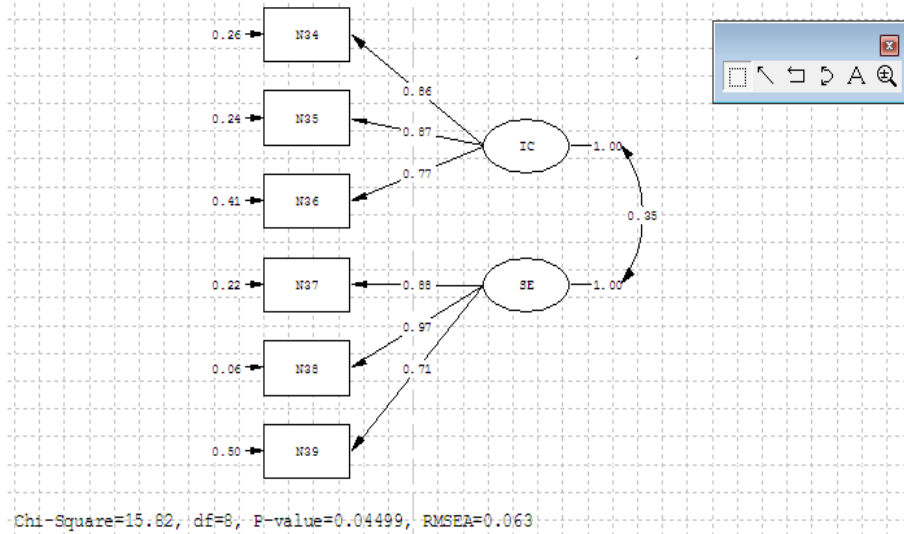 0.26 N34
0.86
0.24 N35
0.87 IC 1.00
0.77
0.41 N36
0.35
0.22 N37 0.88 SE 1.00
0.97
0.06 N38
0.71
0.50 N39
Chi-Square=15.82, df=8, P-value=0.04499, RMSEA=0.063
x
A